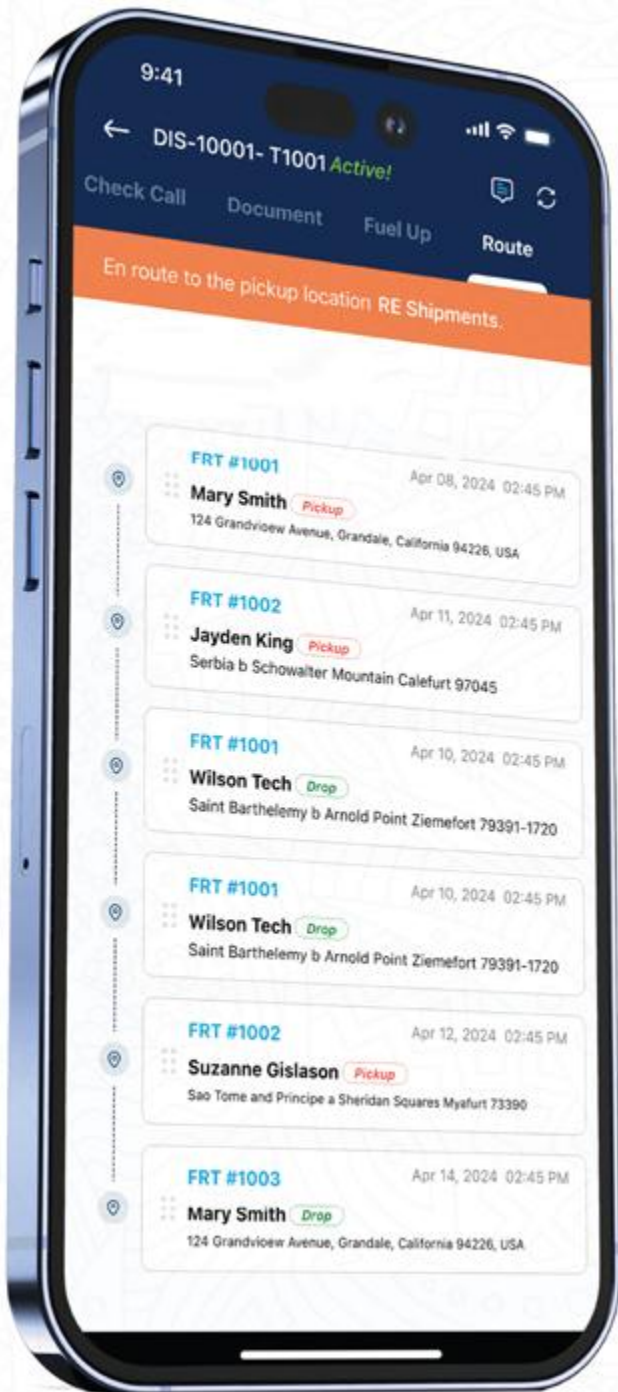 9:41
DIS-10001- T1001 Active!
Check Call Document Fuel Up Route
En route to the pickup location RE Shipments.
FRT #1001 Apr 08, 2024 02:45 PM
Mary Smith Pickup
124 Grandvioew Avenue, Grandale, California 94226, USA
FRT #1002 Apr 11, 2024 02:45 PM
Jayden King Pickup
Serbia b Schowalter Mountain Calefurt 97045
FRT #1001 Apr 10, 2024 02:45 PM
Wilson Tech Drop
Saint Barthelemy b Arnold Point Ziemefort 79391-1720
FRT #1001 Apr 10, 2024 02:45 PM
Wilson Tech Drop
Saint Barthelemy b Arnold Point Ziemefort 79391-1720
FRT #1002 Apr 12, 2024 02:45 PM
Suzanne Gislason Pickup
Sao Tome and Principe a Sheridan Squares Myafurt 73390
FRT #1003 Apr 14, 2024 02:45 PM
Mary Smith Drop
124 Grandvioew Avenue, Grandale, California 94226, USA